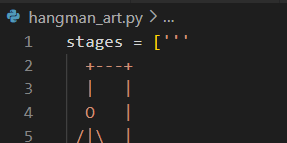 hangman_art.py > ...
1 stages = ['''
2   +---+
3   |   |
4   O   |
5  /|\  |